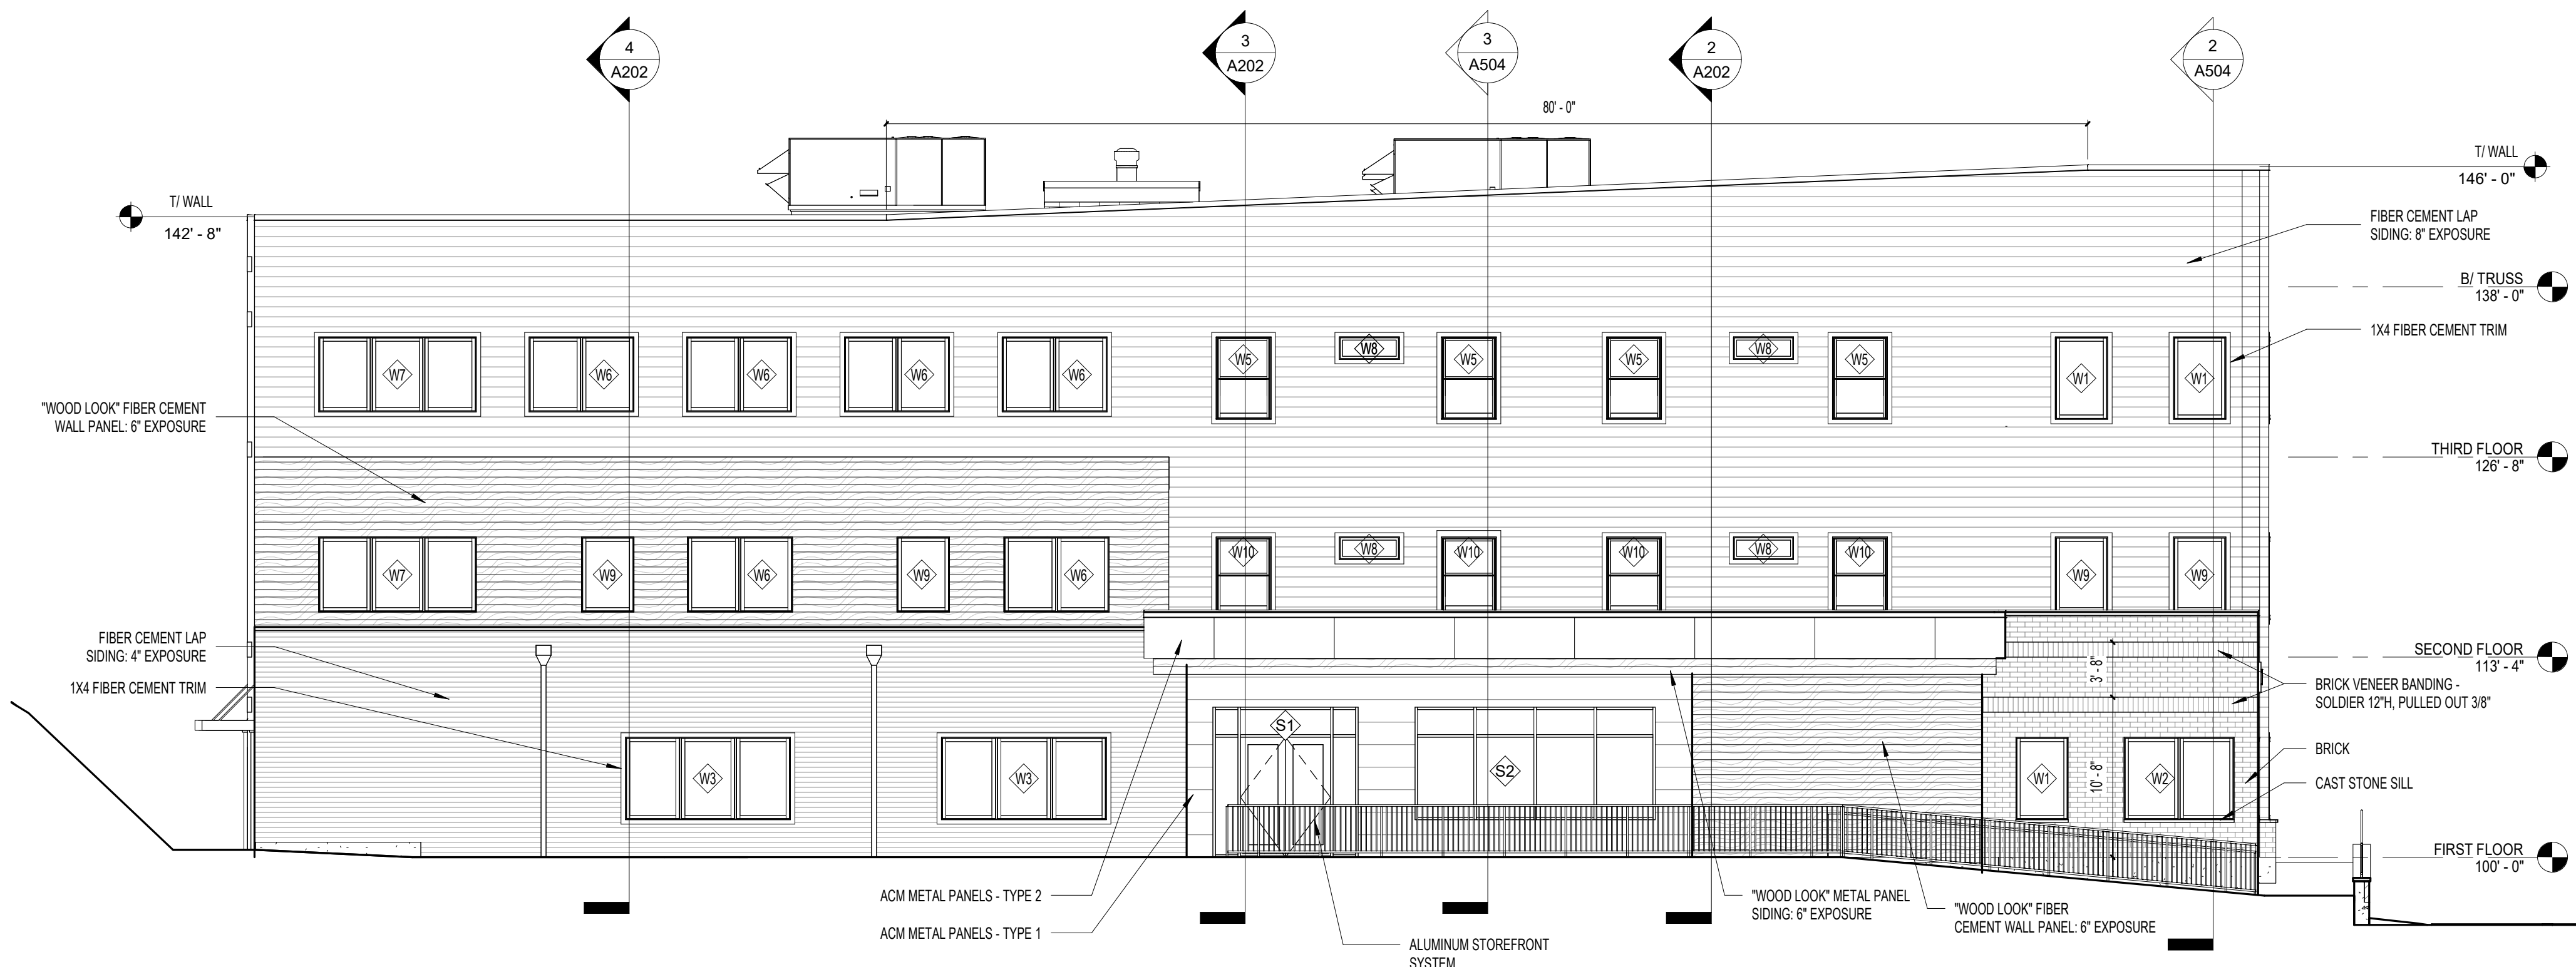 4
A202
3
A202
3
A504
2
A202
2
A504
80' - 0"
T/ WALL
146' - 0"
T/ WALL
142' - 8"
FIBER CEMENT LAP
SIDING: 8" EXPOSURE
B/ TRUSS
138' - 0"
1X4 FIBER CEMENT TRIM
W7
W6
W6
W6
W6
W5
W8
W5
W5
W8
W5
W1
W1
"WOOD LOOK" FIBER CEMENT
WALL PANEL: 6" EXPOSURE
THIRD FLOOR
126' - 8"
W7
W9
W6
W9
W6
W10
W8
W10
W10
W8
W10
W9
W9
FIBER CEMENT LAP
SIDING: 4" EXPOSURE
SECOND FLOOR
113' - 4"
3' - 8"
1X4 FIBER CEMENT TRIM
BRICK VENEER BANDING -
SOLDIER 12"H, PULLED OUT 3/8"
S1
BRICK
W3
W3
S2
10' - 8"
W1
W2
CAST STONE SILL
FIRST FLOOR
100' - 0"
ACM METAL PANELS - TYPE 2
"WOOD LOOK" METAL PANEL
SIDING: 6" EXPOSURE
"WOOD LOOK" FIBER
CEMENT WALL PANEL: 6" EXPOSURE
ACM METAL PANELS - TYPE 1
ALUMINUM STOREFRONT
SYSTEM